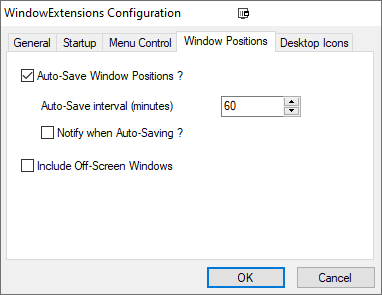 WindowExtensions Configuration
General Startup Menu Control Window Positions Desktop Icons
Auto-Save Window Positions ?
Auto-Save interval (minutes) 60
Notify when Auto-Saving ?
Include Off-Screen Windows
OK Cancel